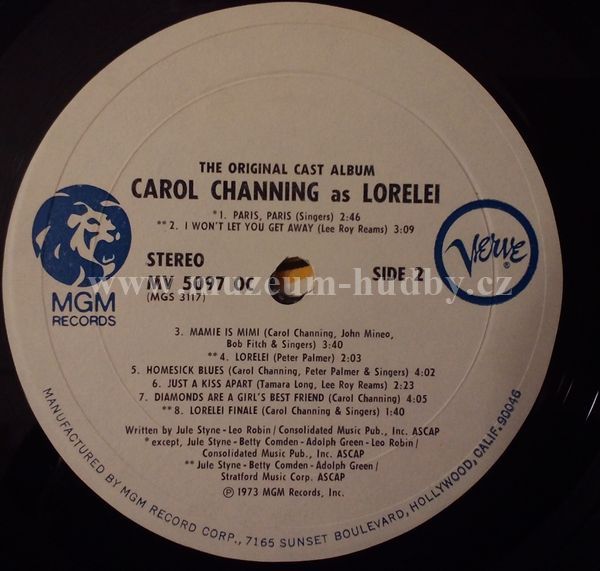 THE ORIGINAL CAST ALBUM
CAROL CHANNING as LORELEI
*1. PARIS, PARIS (Singers) 2:46
**2. I WON'T LET YOU GET AWAY (Lee Roy Reams) 3:09
MGM
RECORDS
STEREO
MV 5097 OC
(MGS 3117)
SIDE 2
VERVE®
www.muzeum-hudby.cz
3. MAMIE IS MIMI (Carol Channing, John Mineo,
Bob Fitch & Singers) 3:40
**4. LORELEI (Peter Palmer) 2:03
5. HOMESICK BLUES (Carol Channing, Peter Palmer & Singers) 4:02
6. JUST A KISS APART (Tamara Long, Lee Roy Reams) 2:23
7. DIAMONDS ARE A GIRL'S BEST FRIEND (Carol Channing) 4:05
**8. LORELEI FINALE (Carol Channing & Singers) 1:40
Written by Jule Styne - Leo Robin / Consolidated Music Pub., Inc. ASCAP
*except, Jule Styne - Betty Comden - Adolph Green - Leo Robin /
Consolidated Music Pub., Inc. ASCAP
**Jule Styne - Betty Comden - Adolph Green /
Stratford Music Corp. ASCAP
℗ 1973 MGM Records, Inc.
MANUFACTURED BY MGM RECORD CORP., 7165 SUNSET BOULEVARD, HOLLYWOOD, CALIF. 90046